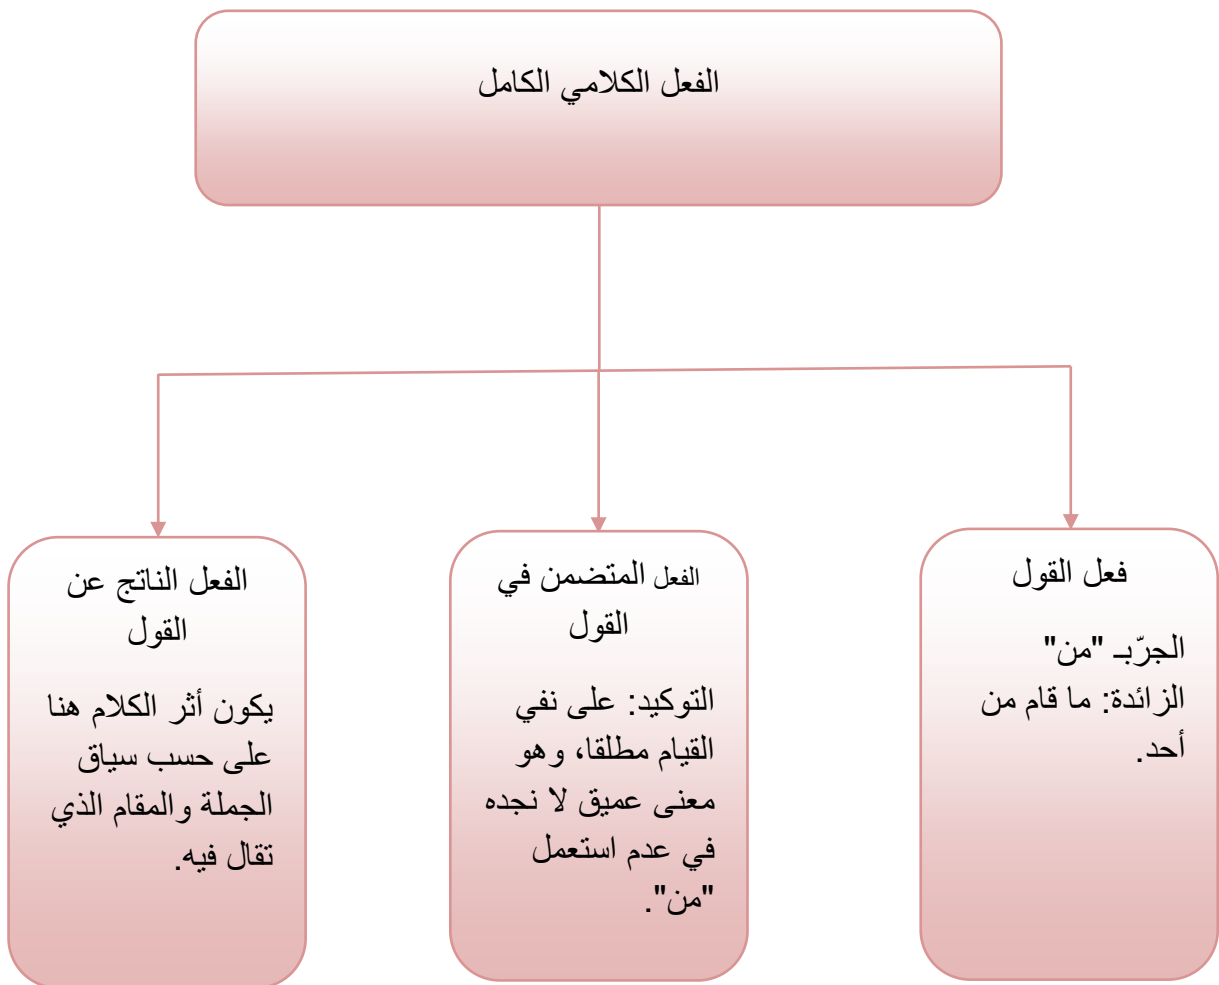 الفعل الكلامي الكامل
فعل القول
الجرّبـ "من"
الزائدة: ما قام من
أحد.
الفعل المتضمن في
القول
التوكيد: على نفي
القيام مطلقا، وهو
معنى عميق لا نجده
في عدم استعمل
"من".
الفعل الناتج عن
القول
يكون أثر الكلام هنا
على حسب سياق
الجملة والمقام الذي
تقال فيه.